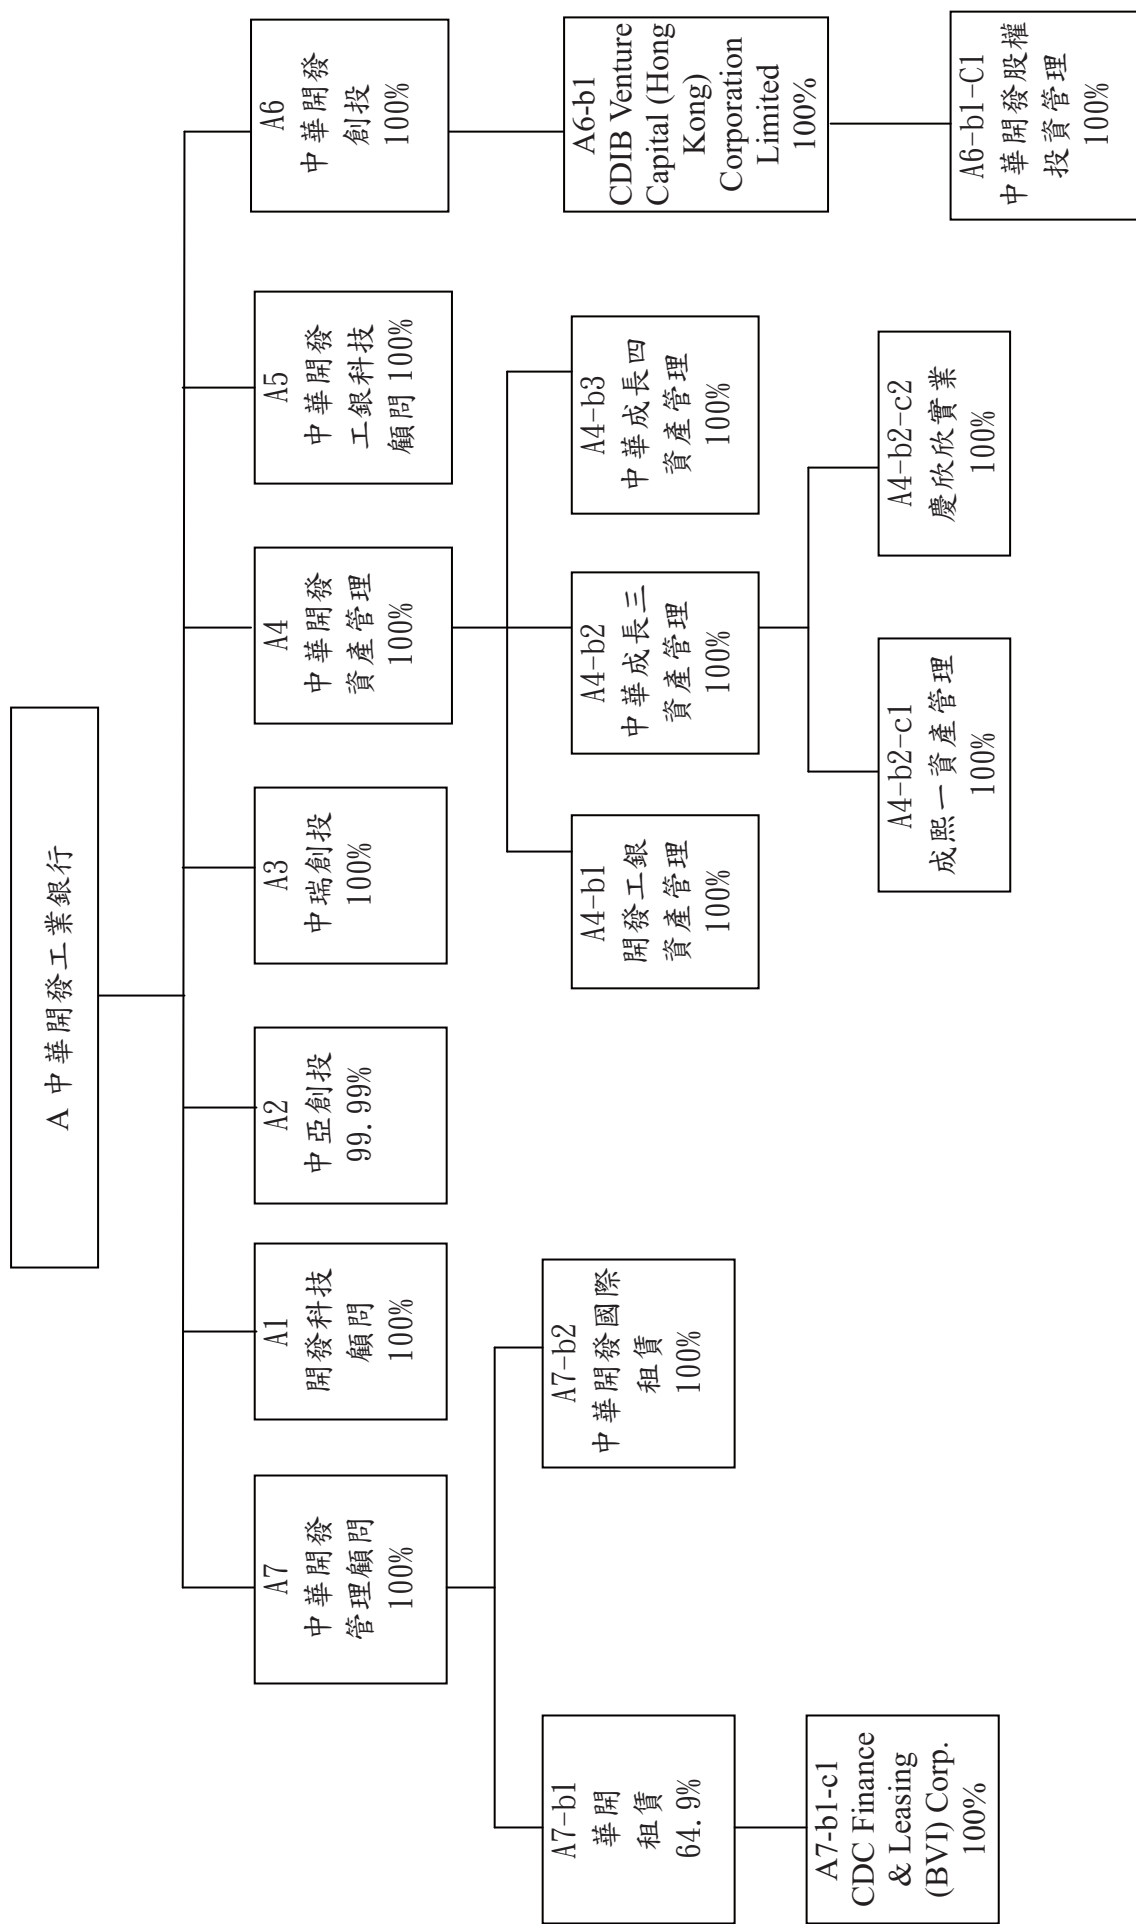 A 中華開發工業銀行
A7
中華開發
管理顧問
100%
A1
開發科技
顧問
100%
A2
中亞創投
99.99%
A3
中瑞創投
100%
A4
中華開發
資產管理
100%
A5
中華開發
工銀科技
顧問 100%
A6
中華開發
創投
100%
A7-b1
華開
租賃
64.9%
A7-b2
中華開發國際
租賃
100%
A4-b1
開發工銀
資產管理
100%
A4-b2
中華成長三
資產管理
100%
A4-b3
中華成長四
資產管理
100%
A6-b1
CDIB Venture
Capital (Hong
Kong)
Corporation
Limited
100%
A7-b1-c1
CDC Finance
& Leasing
(BVI) Corp.
100%
A4-b2-c1
成熙一資產管理
100%
A4-b2-c2
慶欣欣實業
100%
A6-b1-C1
中華開發股權
投資管理
100%